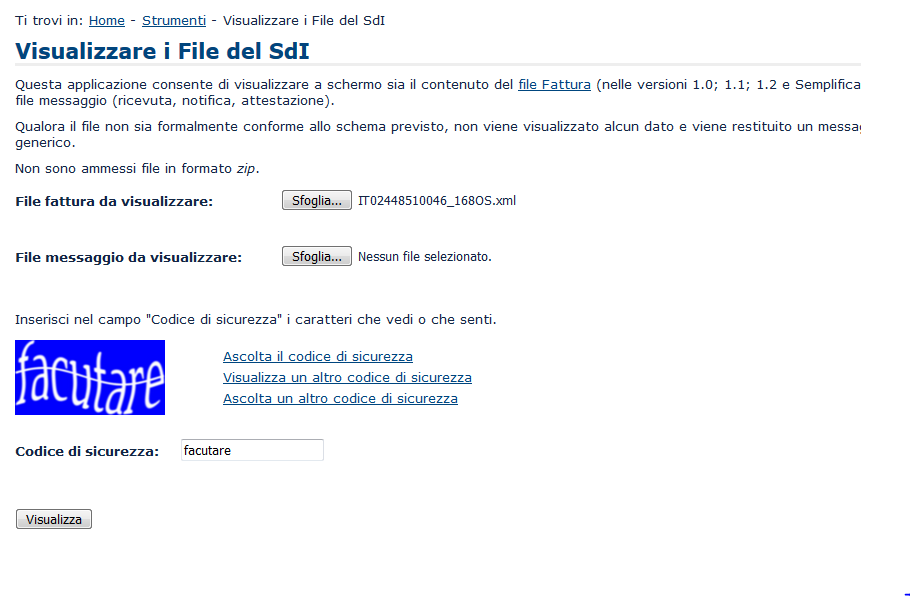 Ti trovi in: Home - Strumenti - Visualizzare i File del SdI
Visualizzare i File del SdI
Questa applicazione consente di visualizzare a schermo sia il contenuto del file Fattura (nelle versioni 1.0; 1.1; 1.2 e Semplifica
file messaggio (ricevuta, notifica, attestazione).
Qualora il file non sia formalmente conforme allo schema previsto, non viene visualizzato alcun dato e viene restituito un messag
generico.
Non sono ammessi file in formato zip.
File fattura da visualizzare: Sfoglia... IT02448510046_168OS.xml
File messaggio da visualizzare: Sfoglia... Nessun file selezionato.
Inserisci nel campo "Codice di sicurezza" i caratteri che vedi o che senti.
facutare
Ascolta il codice di sicurezza
Visualizza un altro codice di sicurezza
Ascolta un altro codice di sicurezza
Codice di sicurezza: facutare
Visualizza